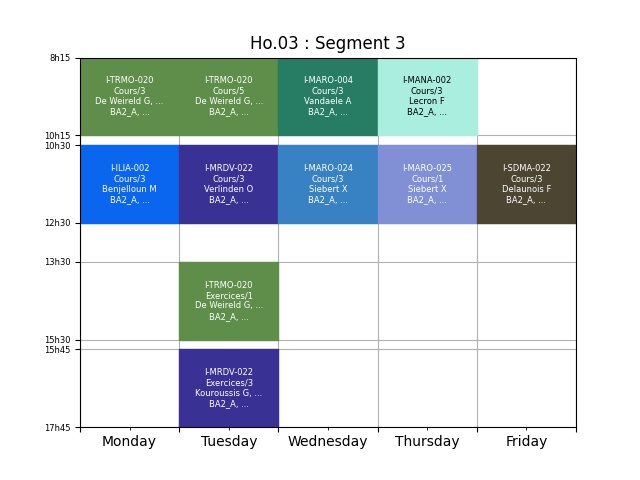 Ho.03 : Segment 3
8h15
I-TRMO-020
Cours/3
De Weireld G, ...
BA2_A, ...
I-TRMO-020
Cours/5
De Weireld G, ...
BA2_A, ...
I-MARO-004
Cours/3
Vandaele A
BA2_A, ...
I-MANA-002
Cours/3
Lecron F
BA2_A, ...
10h15
10h30
I-ILIA-002
Cours/3
Benjelloun M
BA2_A, ...
I-MRDV-022
Cours/3
Verlinden O
BA2_A, ...
I-MARO-024
Cours/3
Siebert X
BA2_A, ...
I-MARO-025
Cours/1
Siebert X
BA2_A, ...
I-SDMA-022
Cours/3
Delaunois F
BA2_A, ...
12h30
13h30
I-TRMO-020
Exercices/1
De Weireld G, ...
BA2_A, ...
15h30
15h45
I-MRDV-022
Exercices/3
Kouroussis G, ...
BA2_A, ...
17h45
Monday
Tuesday
Wednesday
Thursday
Friday